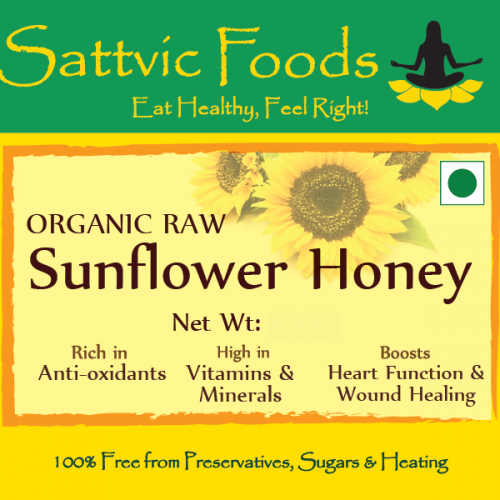 Sattvic Foods
Eat Healthy, Feel Right!
ORGANIC RAW
Sunflower Honey
Net Wt:
Rich in
Anti-oxidants
High in
Vitamins &
Minerals
Boosts
Heart Function &
Wound Healing
100% Free from Preservatives, Sugars & Heating